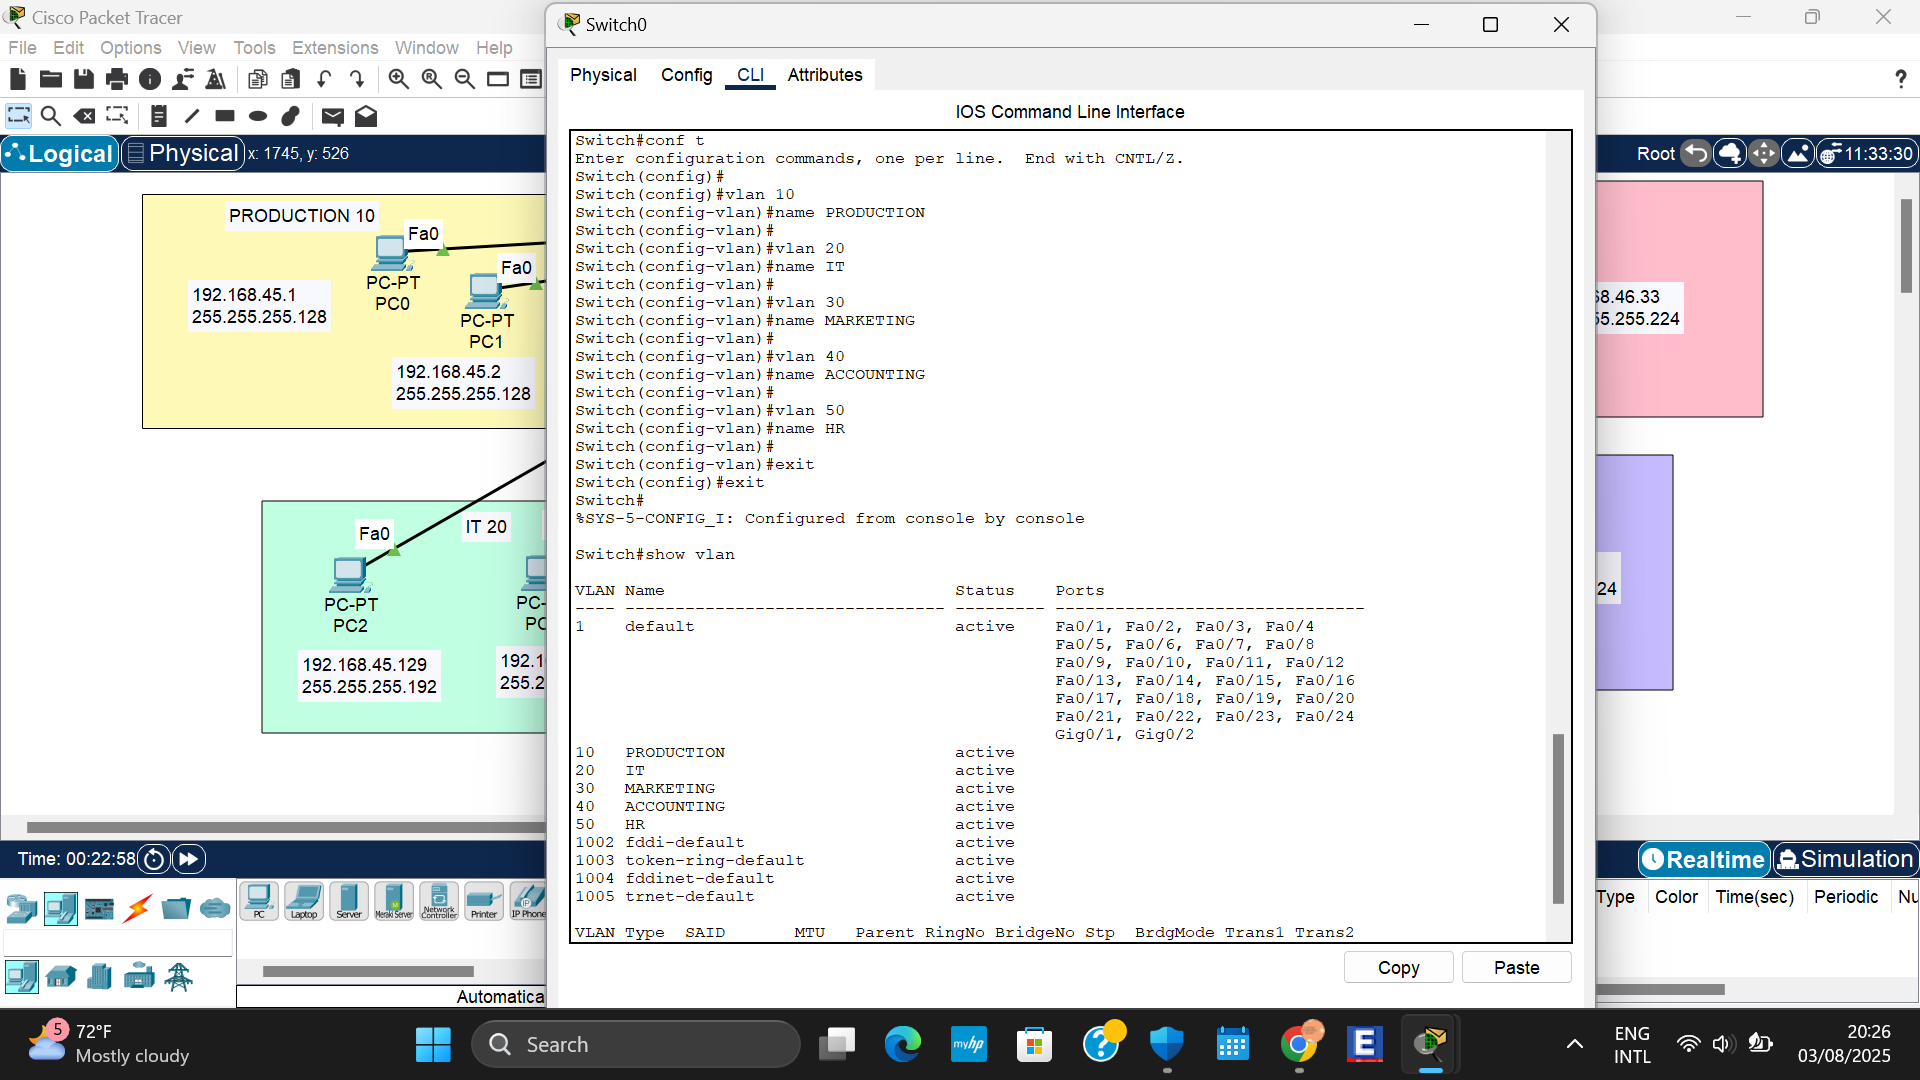 Cisco Packet Tracer
File Edit Options View Tools Extensions Window Help
Logical Physical x: 1745, y: 526
Root 11:33:30
PRODUCTION 10
Fa0
PC-PT
PC0
Fa0
PC-PT
PC1
192.168.45.1
255.255.255.128
192.168.45.2
255.255.255.128
IT 20
Fa0
PC-PT
PC2
192.168.45.129
255.255.255.192
PC-
PC
192.1
255.2
68.46.33
55.255.224
24
Switch0
Physical Config CLI Attributes
IOS Command Line Interface
Switch#conf t
Enter configuration commands, one per line. End with CNTL/Z.
Switch(config)#
Switch(config)#vlan 10
Switch(config-vlan)#name PRODUCTION
Switch(config-vlan)#
Switch(config-vlan)#vlan 20
Switch(config-vlan)#name IT
Switch(config-vlan)#
Switch(config-vlan)#vlan 30
Switch(config-vlan)#name MARKETING
Switch(config-vlan)#
Switch(config-vlan)#vlan 40
Switch(config-vlan)#name ACCOUNTING
Switch(config-vlan)#
Switch(config-vlan)#vlan 50
Switch(config-vlan)#name HR
Switch(config-vlan)#
Switch(config-vlan)#exit
Switch(config)#exit
Switch#
%SYS-5-CONFIG_I: Configured from console by console
Switch#show vlan
VLAN Name Status Ports
---- -------------------------------- --------- -------------------------------
1 default active Fa0/1, Fa0/2, Fa0/3, Fa0/4
Fa0/5, Fa0/6, Fa0/7, Fa0/8
Fa0/9, Fa0/10, Fa0/11, Fa0/12
Fa0/13, Fa0/14, Fa0/15, Fa0/16
Fa0/17, Fa0/18, Fa0/19, Fa0/20
Fa0/21, Fa0/22, Fa0/23, Fa0/24
Gig0/1, Gig0/2
10 PRODUCTION active
20 IT active
30 MARKETING active
40 ACCOUNTING active
50 HR active
1002 fddi-default active
1003 token-ring-default active
1004 fddinet-default active
1005 trnet-default active
VLAN Type SAID MTU Parent RingNo BridgeNo Stp BrdgMode Trans1 Trans2
Copy Paste
Time: 00:22:58
Realtime Simulation
PC Laptop Server Meraki Server Network Controller Printer IP Phone
Automatica
Type Color Time(sec) Periodic Nu
5
72°F
Mostly cloudy
Search
myhp
E
ENG
INTL
20:26
03/08/2025